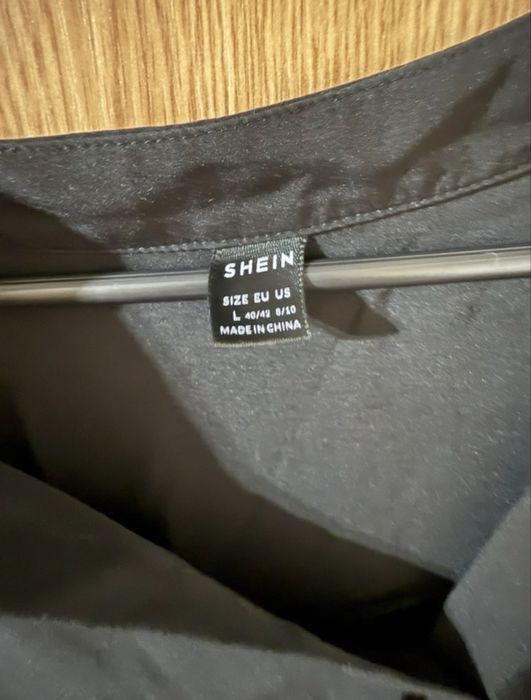 SHEIN
SIZE EU US
L 40/42 8/10
MADE IN CHINA